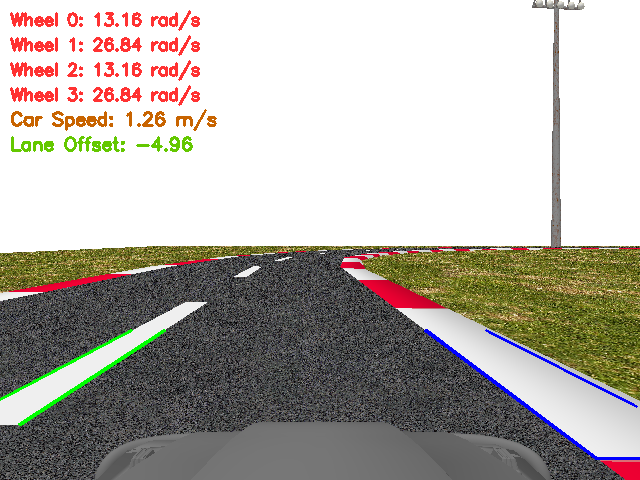 Wheel 0: 13.16 rad/s
Wheel 1: 26.84 rad/s
Wheel 2: 13.16 rad/s
Wheel 3: 26.84 rad/s
Car Speed: 1.26 m/s
Lane Offset: -4.96